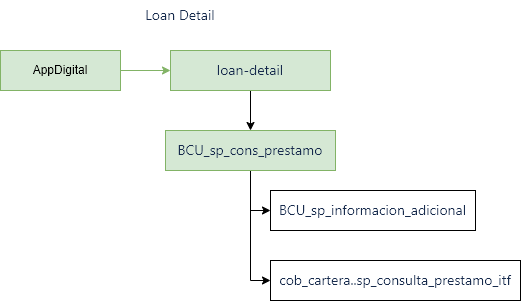 Loan Detail
AppDigital
loan-detail
BCU_sp_cons_prestamo
BCU_sp_informacion_adicional
cob_cartera..sp_consulta_prestamo_itf